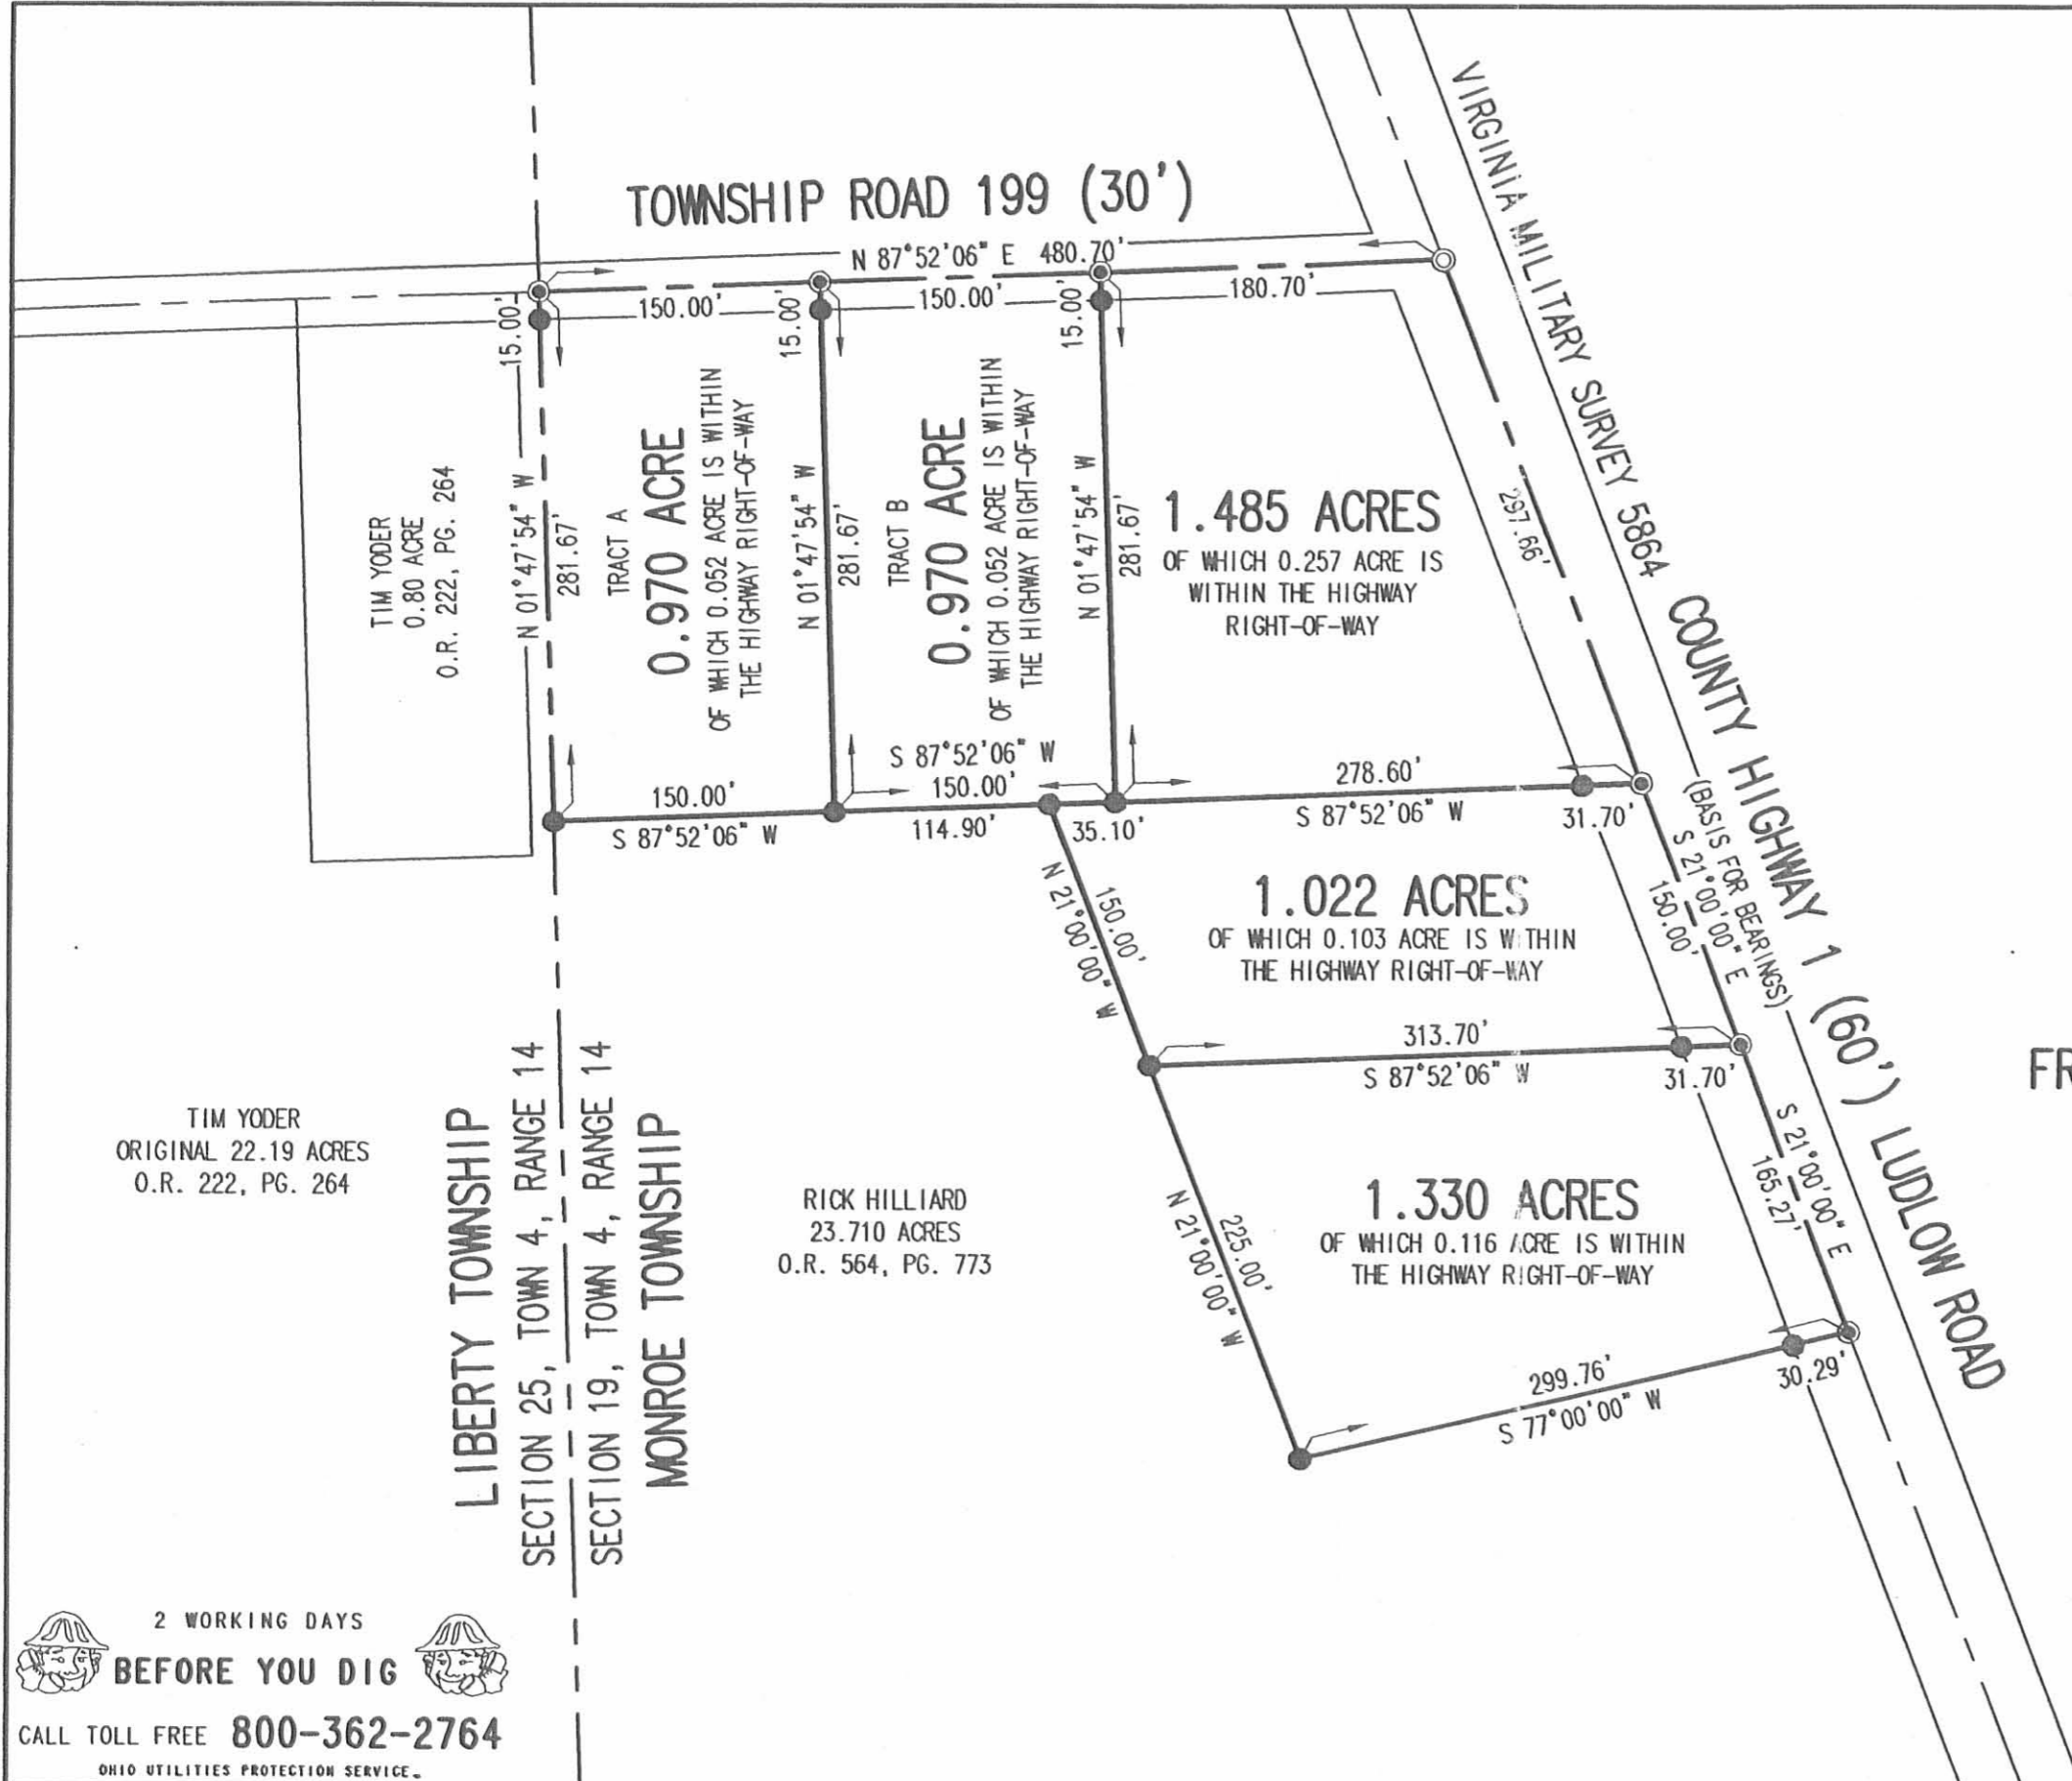 TOWNSHIP ROAD 199 (30')
N 87°52'06" E 480.70'
150.00'
150.00'
180.70'
15.00'
15.00'
15.00'
VIRGINIA MILITARY SURVEY 5864
COUNTY HIGHWAY 1 (60') LUDLOW ROAD
(BASIS FOR BEARINGS)
TIM YODER
0.80 ACRE
O.R. 222, PG. 264
N 01°47'54" W
281.67'
TRACT A
0.970 ACRE
OF WHICH 0.052 ACRE IS WITHIN
THE HIGHWAY RIGHT-OF-WAY
N 01°47'54" W
281.67'
TRACT B
0.970 ACRE
OF WHICH 0.052 ACRE IS WITHIN
THE HIGHWAY RIGHT-OF-WAY
N 01°47'54" W
281.67'
1.485 ACRES
OF WHICH 0.257 ACRE IS
WITHIN THE HIGHWAY
RIGHT-OF-WAY
297.66'
150.00'
S 87°52'06" W
S 87°52'06" W
150.00'
114.90'
35.10'
278.60'
S 87°52'06" W
31.70'
S 21°00'00" E
150.00'
150.00'
N 21°00'00" W
1.022 ACRES
OF WHICH 0.103 ACRE IS WITHIN
THE HIGHWAY RIGHT-OF-WAY
313.70'
S 87°52'06" W
31.70'
S 21°00'00" E
165.27'
225.00'
N 21°00'00" W
1.330 ACRES
OF WHICH 0.116 ACRE IS WITHIN
THE HIGHWAY RIGHT-OF-WAY
299.76'
S 77°00'00" W
30.29'
FR
TIM YODER
ORIGINAL 22.19 ACRES
O.R. 222, PG. 264
LIBERTY TOWNSHIP
SECTION 25, TOWN 4, RANGE 14
SECTION 19, TOWN 4, RANGE 14
MONROE TOWNSHIP
RICK HILLIARD
23.710 ACRES
O.R. 564, PG. 773
2 WORKING DAYS
BEFORE YOU DIG
CALL TOLL FREE 800-362-2764
OHIO UTILITIES PROTECTION SERVICE.